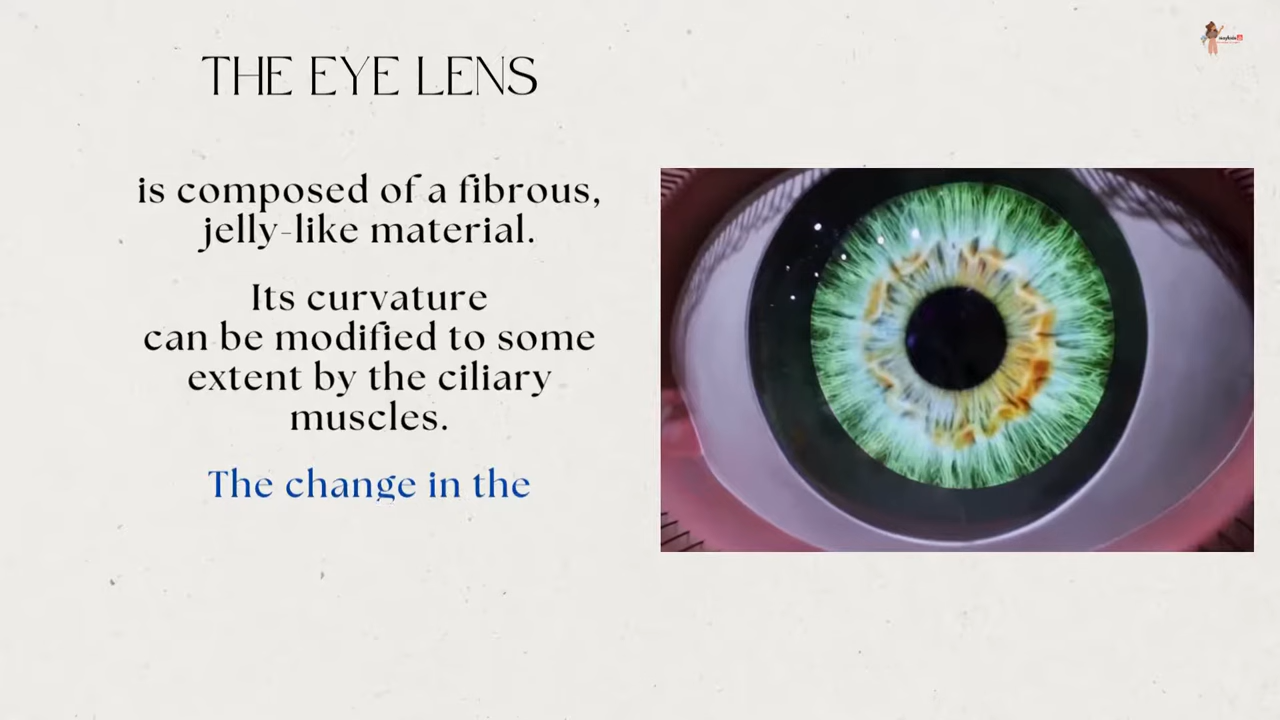 THE EYE LENS
is composed of a fibrous,
jelly-like material.
Its curvature
can be modified to some
extent by the ciliary
muscles.
The change in the